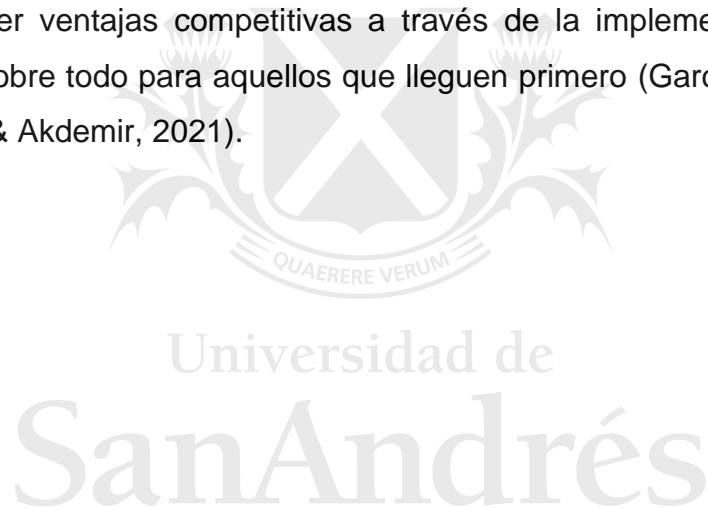 er ventajas competitivas a través de la impleme
obre todo para aquellos que lleguen primero (Garc
& Akdemir, 2021).
QUAERERE VERUM
Universidad de
SanAndrés